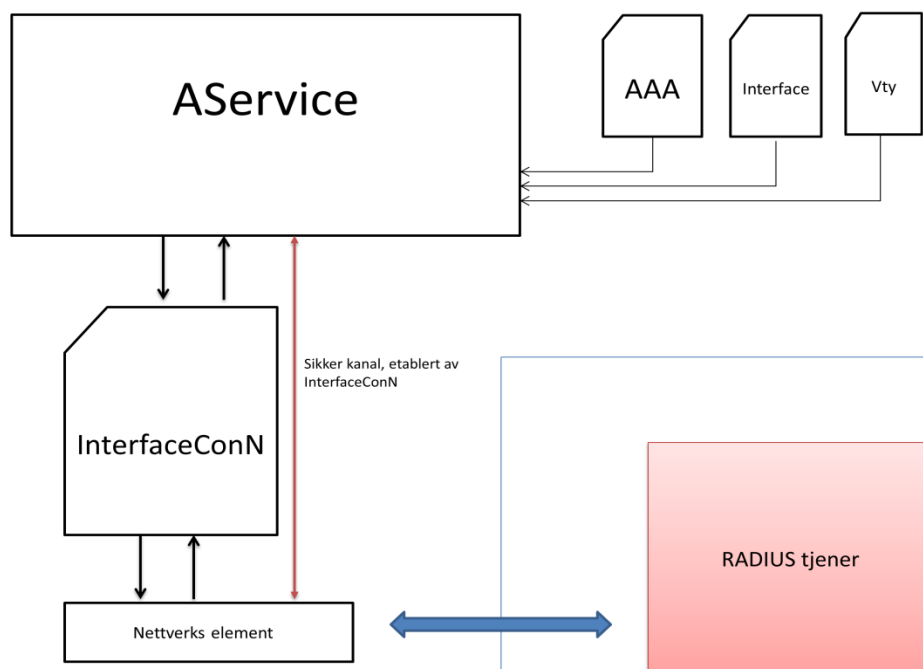 AService
AAA
Interface
Vty
Sikker kanal, etablert av
InterfaceConN
InterfaceConN
RADIUS tjener
Nettverks element